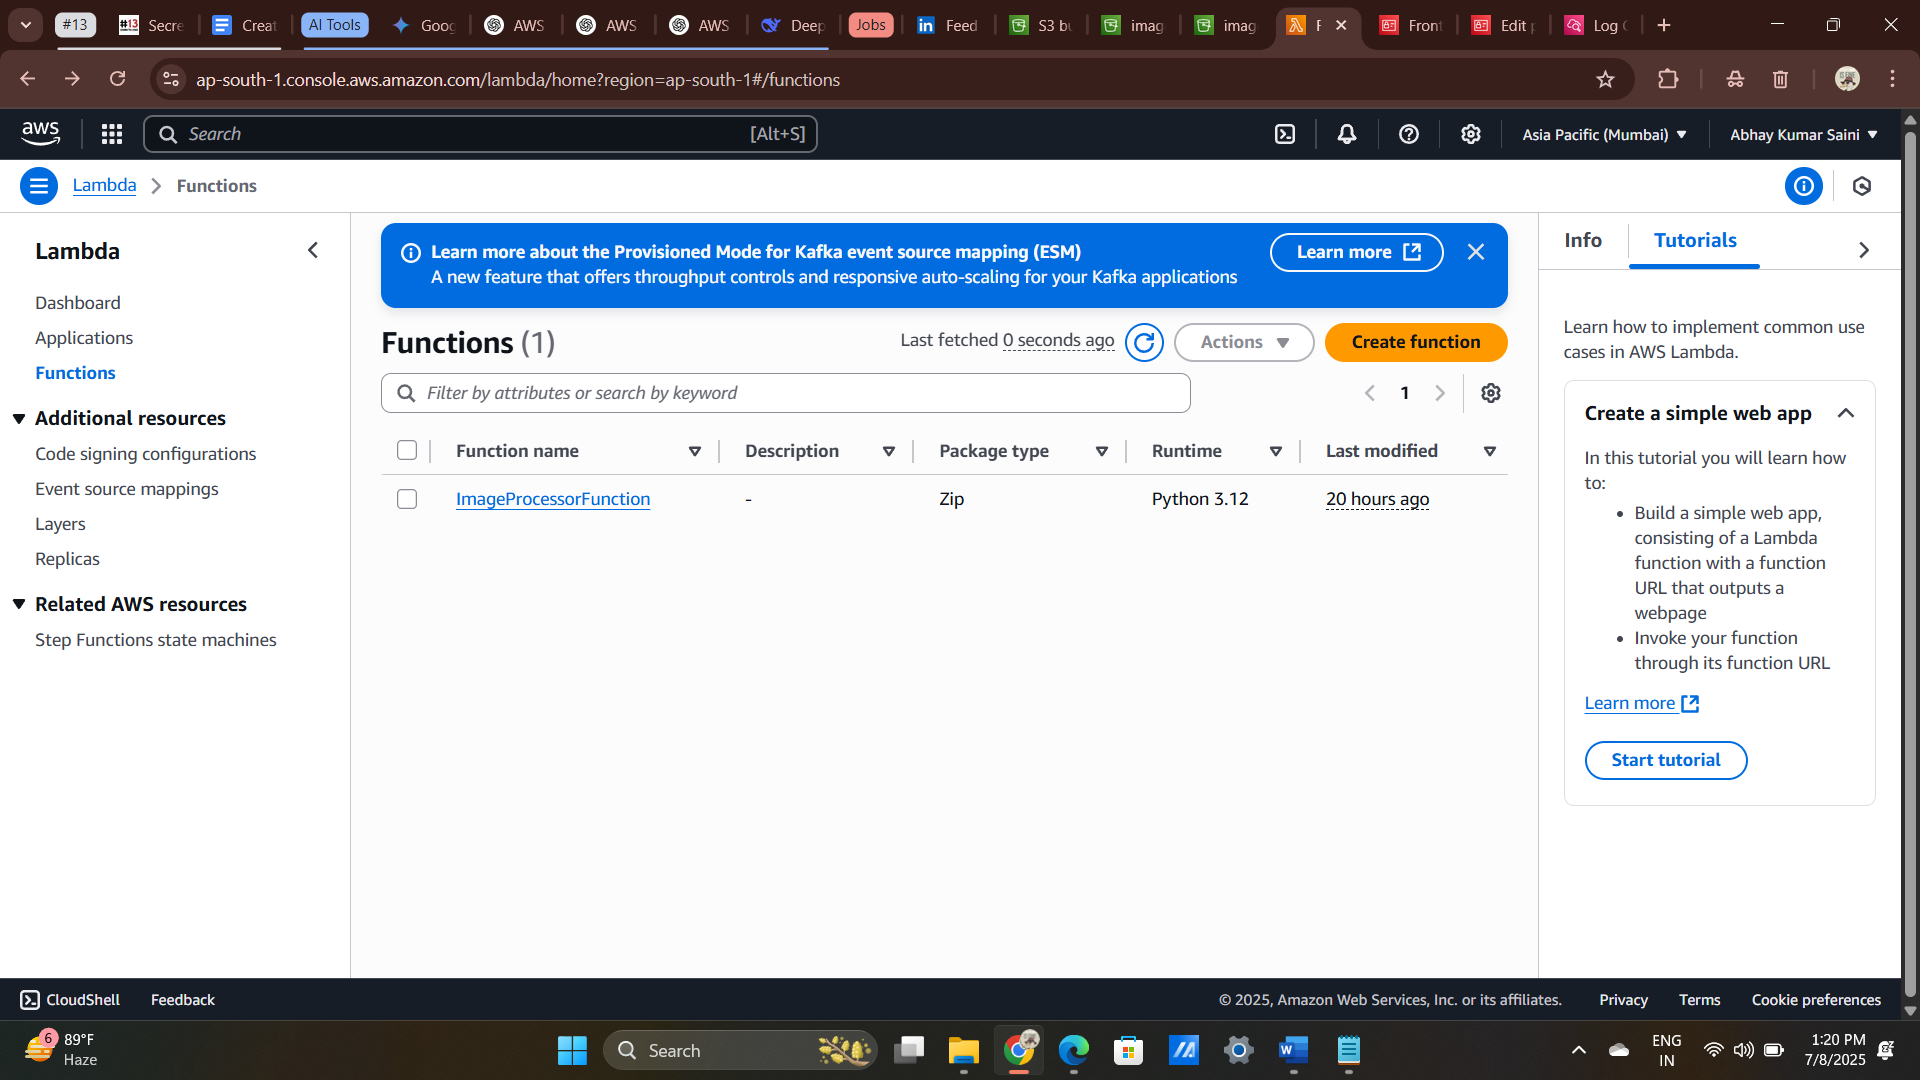 #13
Secre
Creat
AI Tools
Goog
AWS
AWS
AWS
Deep
Jobs
Feed
S3 bu
imag
imag
F
Front
Edit p
Log G
ap-south-1.console.aws.amazon.com/lambda/home?region=ap-south-1#/functions
aws
Search
[Alt+S]
Asia Pacific (Mumbai)
Abhay Kumar Saini
Lambda
Functions
Lambda
Dashboard
Applications
Functions
Additional resources
Code signing configurations
Event source mappings
Layers
Replicas
Related AWS resources
Step Functions state machines
Learn more about the Provisioned Mode for Kafka event source mapping (ESM)
A new feature that offers throughput controls and responsive auto-scaling for your Kafka applications
Learn more
Functions (1)
Last fetched 0 seconds ago
Actions
Create function
Filter by attributes or search by keyword
1
Function name
Description
Package type
Runtime
Last modified
ImageProcessorFunction
-
Zip
Python 3.12
20 hours ago
Info
Tutorials
Learn how to implement common use
cases in AWS Lambda.
Create a simple web app
In this tutorial you will learn how
to:
• Build a simple web app,
consisting of a Lambda
function with a function
URL that outputs a
webpage
• Invoke your function
through its function URL
Learn more
Start tutorial
CloudShell
Feedback
© 2025, Amazon Web Services, Inc. or its affiliates.
Privacy
Terms
Cookie preferences
6
89°F
Haze
Search
ENG
IN
1:20 PM
7/8/2025